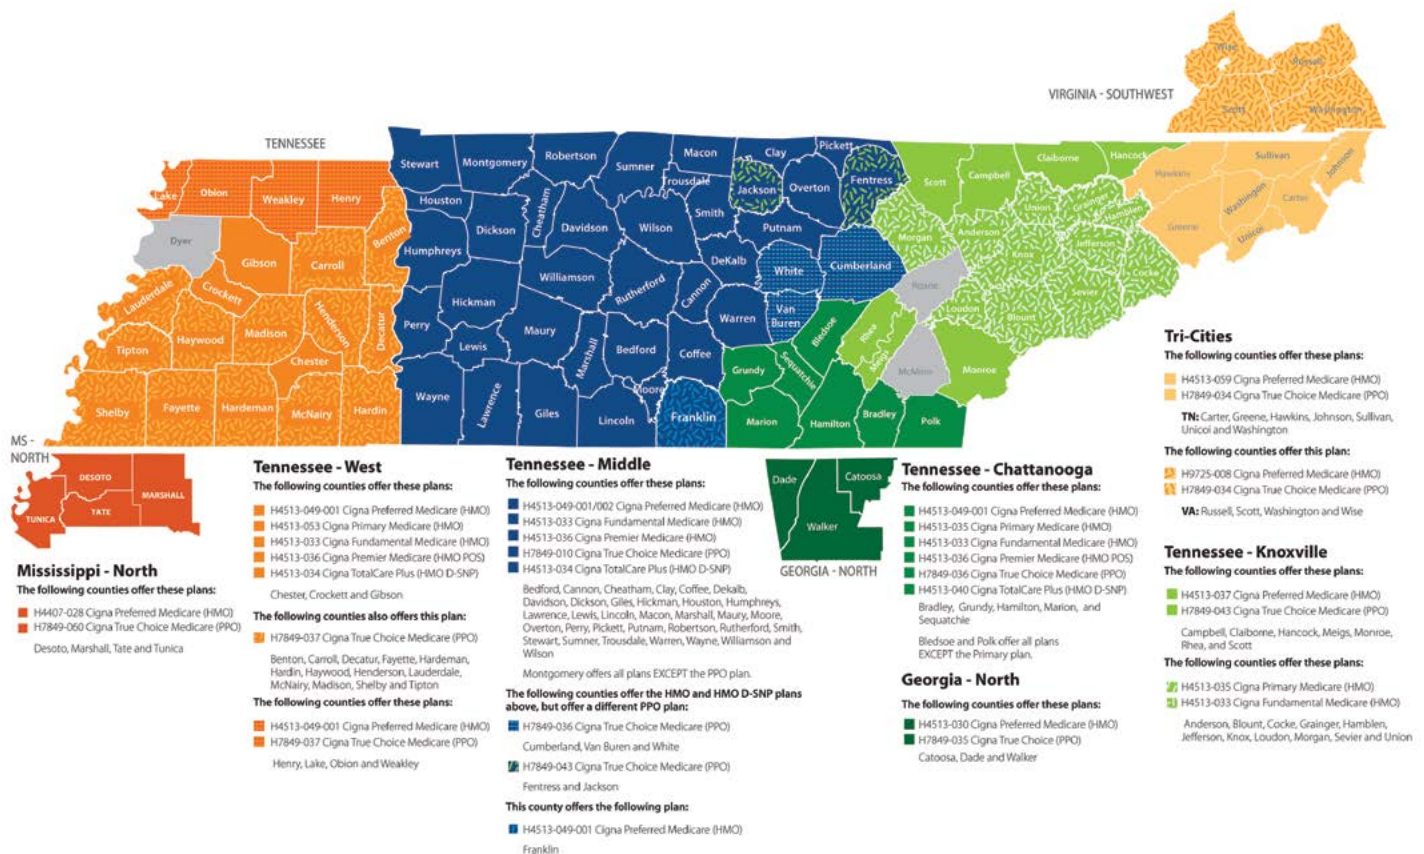 VIRGINIA - SOUTHWEST
Wise
Russell
Scott
Washington
TENNESSEE
Lake
Obion
Weakley
Henry
Dyer
Gibson
Carroll
Benton
Lauderdale
Crockett
Tipton
Haywood
Madison
Henderson
Decatur
Chester
Shelby
Fayette
Hardeman
McNairy
Hardin
Stewart
Montgomery
Robertson
Sumner
Macon
Trousdale
Clay
Pickett
Jackson
Overton
Fentress
Houston
Dickson
Cheatham
Davidson
Wilson
Smith
Putnam
Humphreys
Williamson
Rutherford
Cannon
DeKalb
White
Cumberland
Hickman
Perry
Lewis
Maury
Marshall
Bedford
Coffee
Warren
Van
Buren
Wayne
Lawrence
Giles
Lincoln
Moore
Franklin
Scott
Campbell
Claiborne
Hancock
Morgan
Anderson
Union
Grainger
Hamblen
Knox
Jefferson
Cocke
Roane
Loudon
Blount
Sevier
Rhea
Meigs
McMinn
Monroe
Bledsoe
Grundy
Sequatchie
Marion
Hamilton
Bradley
Polk
Hawkins
Sullivan
Johnson
Washington
Carter
Greene
Unicoi
MS -
NORTH
DESOTO
MARSHALL
TATE
TUNICA
Mississippi - North
The following counties offer these plans:
H4407-028 Cigna Preferred Medicare (HMO)
H7849-060 Cigna True Choice Medicare (PPO)
Desoto, Marshall, Tate and Tunica
Tennessee - West
The following counties offer these plans:
H4513-049-001 Cigna Preferred Medicare (HMO)
H4513-053 Cigna Primary Medicare (HMO)
H4513-033 Cigna Fundamental Medicare (HMO)
H4513-036 Cigna Premier Medicare (HMO POS)
H4513-034 Cigna TotalCare Plus (HMO D-SNP)
Chester, Crockett and Gibson
The following counties also offers this plan:
H7849-037 Cigna True Choice Medicare (PPO)
Benton, Carroll, Decatur, Fayette, Hardeman,
Hardin, Haywood, Henderson, Lauderdale,
McNairy, Madison, Shelby and Tipton
The following counties offer these plans:
H4513-049-001 Cigna Preferred Medicare (HMO)
H7849-037 Cigna True Choice Medicare (PPO)
Henry, Lake, Obion and Weakley
Tennessee - Middle
The following counties offer these plans:
H4513-049-001/002 Cigna Preferred Medicare (HMO)
H4513-033 Cigna Fundamental Medicare (HMO)
H4513-036 Cigna Premier Medicare (HMO)
H7849-010 Cigna True Choice Medicare (PPO)
H4513-034 Cigna TotalCare Plus (HMO D-SNP)
Bedford, Cannon, Cheatham, Clay, Coffee, Dekalb,
Davidson, Dickson, Giles, Hickman, Houston, Humphreys,
Lawrence, Lewis, Lincoln, Macon, Marshall, Maury, Moore,
Overton, Perry, Pickett, Putnam, Robertson, Rutherford, Smith,
Stewart, Sumner, Trousdale, Warren, Wayne, Williamson and
Wilson
Montgomery offers all plans EXCEPT the PPO plan.
The following counties offer the HMO and HMO D-SNP plans
above, but offer a different PPO plan:
H7849-036 Cigna True Choice Medicare (PPO)
Cumberland, Van Buren and White
H7849-043 Cigna True Choice Medicare (PPO)
Fentress and Jackson
This county offers the following plan:
H4513-049-001 Cigna Preferred Medicare (HMO)
Franklin
Dade
Catoosa
Walker
GEORGIA - NORTH
Tennessee - Chattanooga
The following counties offer these plans:
H4513-049-001 Cigna Preferred Medicare (HMO)
H4513-035 Cigna Primary Medicare (HMO)
H4513-033 Cigna Fundamental Medicare (HMO)
H4513-036 Cigna Premier Medicare (HMO POS)
H7849-036 Cigna True Choice Medicare (PPO)
H4513-040 Cigna TotalCare Plus (HMO D-SNP)
Bradley, Grundy, Hamilton, Marion, and
Sequatchie
Bledsoe and Polk offer all plans
EXCEPT the Primary plan.
Georgia - North
The following counties offer these plans:
H4513-030 Cigna Preferred Medicare (HMO)
H7849-035 Cigna True Choice (PPO)
Catoosa, Dade and Walker
Tri-Cities
The following counties offer these plans:
H4513-059 Cigna Preferred Medicare (HMO)
H7849-034 Cigna True Choice Medicare (PPO)
TN: Carter, Greene, Hawkins, Johnson, Sullivan,
Unicoi and Washington
The following counties offer this plan:
H9725-008 Cigna Preferred Medicare (HMO)
H7849-034 Cigna True Choice Medicare (PPO)
VA: Russell, Scott, Washington and Wise
Tennessee - Knoxville
The following counties offer these plans:
H4513-037 Cigna Preferred Medicare (HMO)
H7849-043 Cigna True Choice Medicare (PPO)
Campbell, Claiborne, Hancock, Meigs, Monroe,
Rhea, and Scott
The following counties offer these plans:
H4513-035 Cigna Primary Medicare (HMO)
H4513-033 Cigna Fundamental Medicare (HMO)
Anderson, Blount, Cocke, Grainger, Hamblen,
Jefferson, Knox, Loudon, Morgan, Sevier and Union